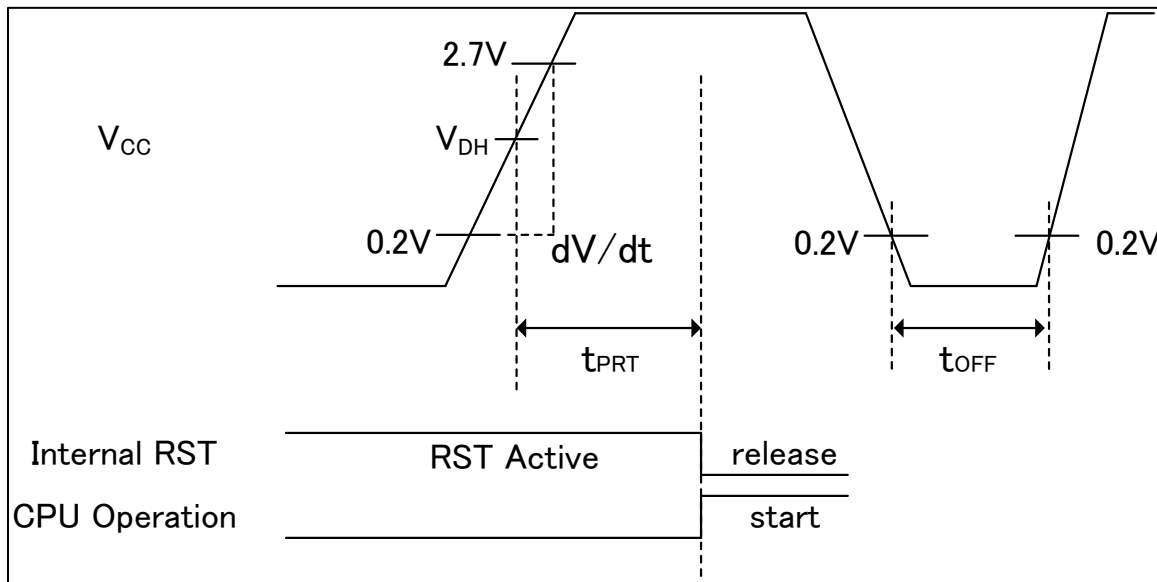 2.7V
VCC
VDH
0.2V
dV/dt
0.2V
0.2V
tPRT
tOFF
Internal RST
RST Active
release
CPU Operation
start